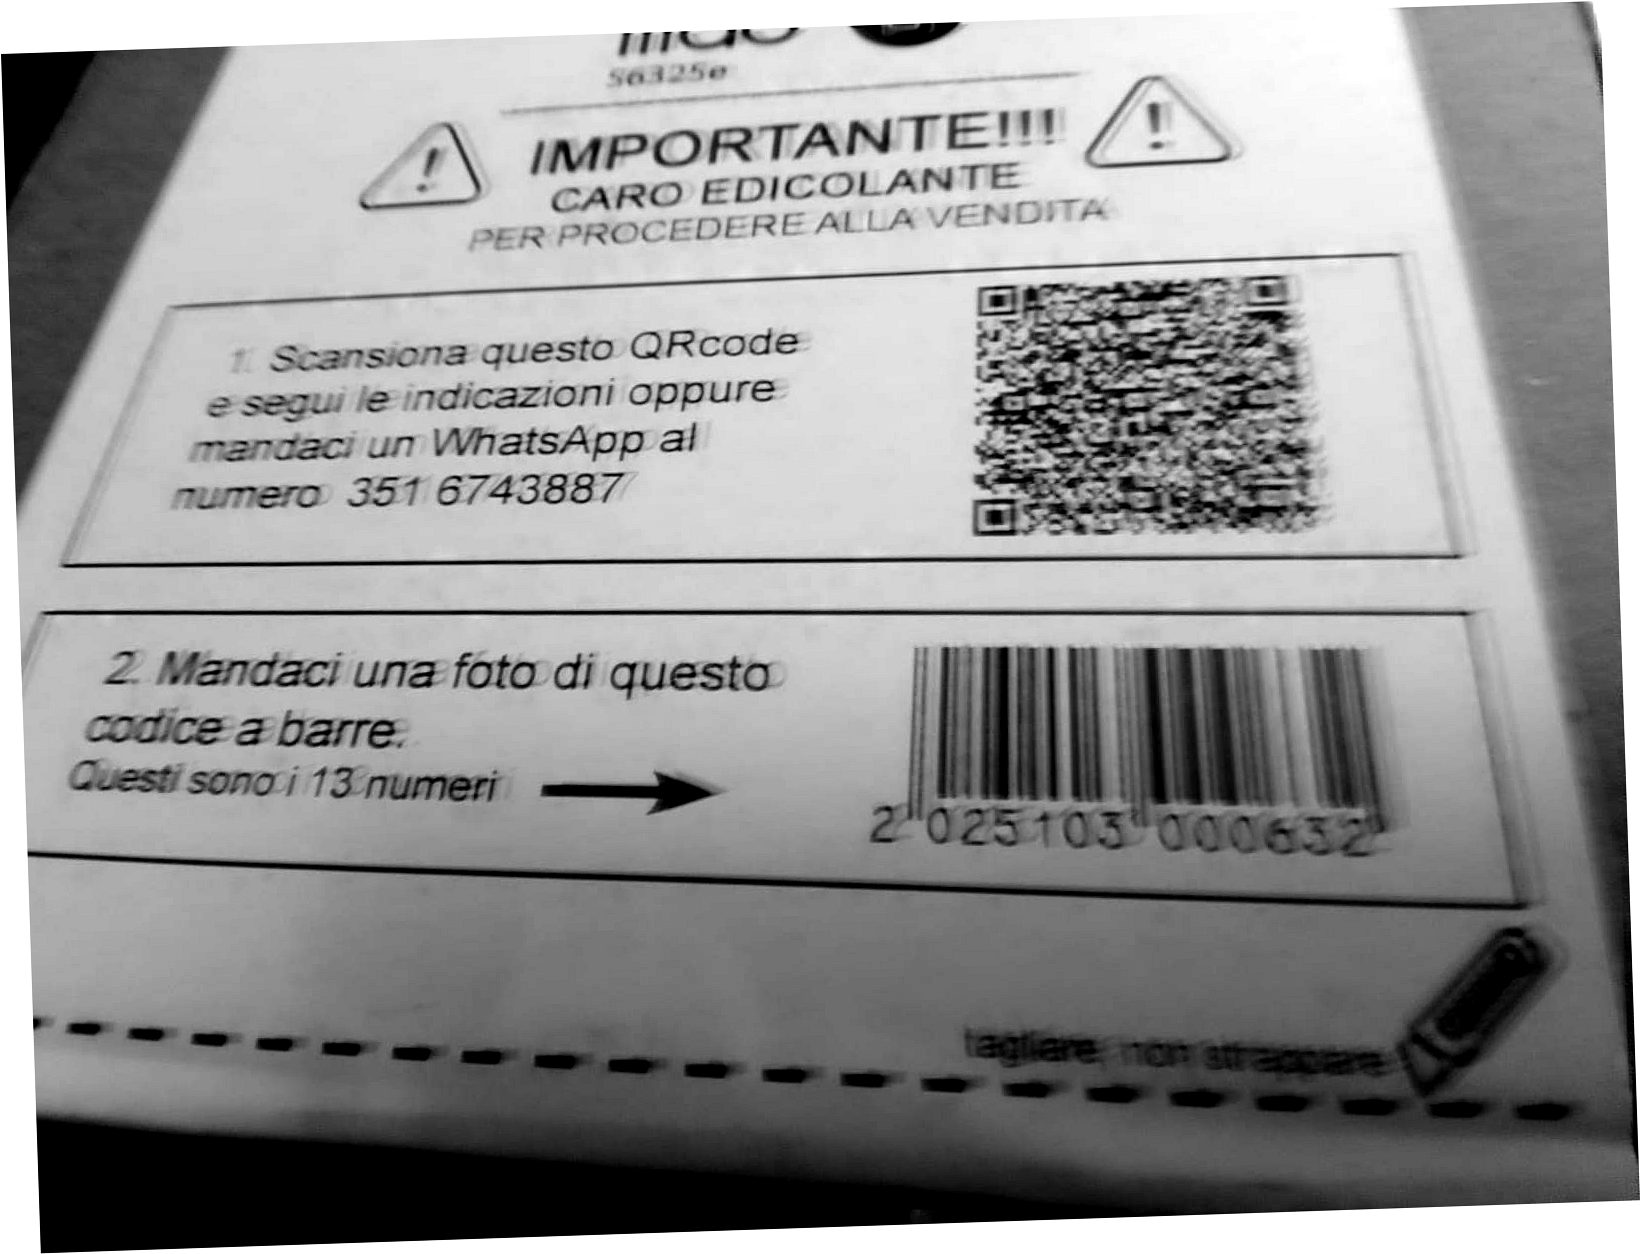 56325e
IMPORTANTE!!!
CARO EDICOLANTE
PER PROCEDERE ALLA VENDITA
1. Scansiona questo QRcode
e segui le indicazioni oppure
mandaci un WhatsApp al
numero 351 6743887
2. Mandaci una foto di questo
codice a barre.
Questi sono i 13 numeri
2 025103 000632
tagliare, non strappare